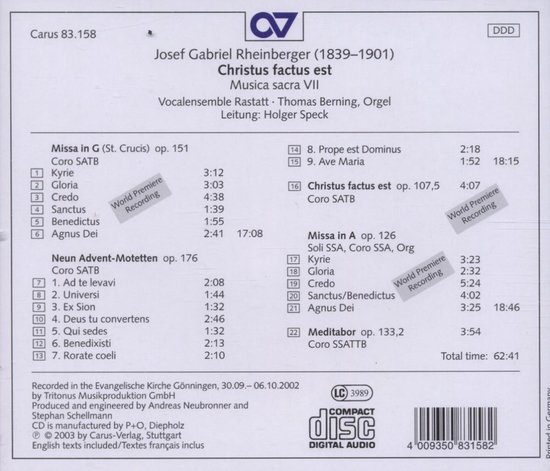 Carus 83.158
DDD
Josef Gabriel Rheinberger (1839–1901)
Christus factus est
Musica sacra VII
Vocalensemble Rastatt · Thomas Berning, Orgel
Leitung: Holger Speck
Missa in G (St. Crucis) op. 151
Coro SATB
1 Kyrie 3:12
2 Gloria 3:03
3 Credo 4:38
4 Sanctus 1:39
5 Benedictus 1:55
6 Agnus Dei 2:41 17:08
World Premiere
Recording
Neun Advent-Motetten op. 176
Coro SATB
7 1. Ad te levavi 2:08
8 2. Universi 1:44
9 3. Ex Sion 1:32
10 4. Deus tu convertens 2:46
11 5. Qui sedes 1:32
12 6. Benedixisti 2:13
13 7. Rorate coeli 2:10
14 8. Prope est Dominus 2:18
15 9. Ave Maria 1:52 18:15
16 Christus factus est op. 107,5 4:07
Coro SATB
World Premiere
Recording
Missa in A op. 126
Soli SSA, Coro SSA, Org
17 Kyrie 3:23
18 Gloria 2:32
19 Credo 5:24
20 Sanctus/Benedictus 4:02
21 Agnus Dei 3:25 18:46
World Premiere
Recording
22 Meditabor op. 133,2 3:54
Coro SSATTB
Total time: 62:41
Recorded in the Evangelische Kirche Gönningen, 30.09. – 06.10.2002
by Tritonus Musikproduktion GmbH
Produced and engineered by Andreas Neubronner and
Stephan Schellmann
CD is manufactured by P+O, Diepholz
℗ © 2003 by Carus-Verlag, Stuttgart
English texts included/Textes français inclus
LC 3989
COMPACT
disc
DIGITAL AUDIO
4 009350 831582
Printed in Germany